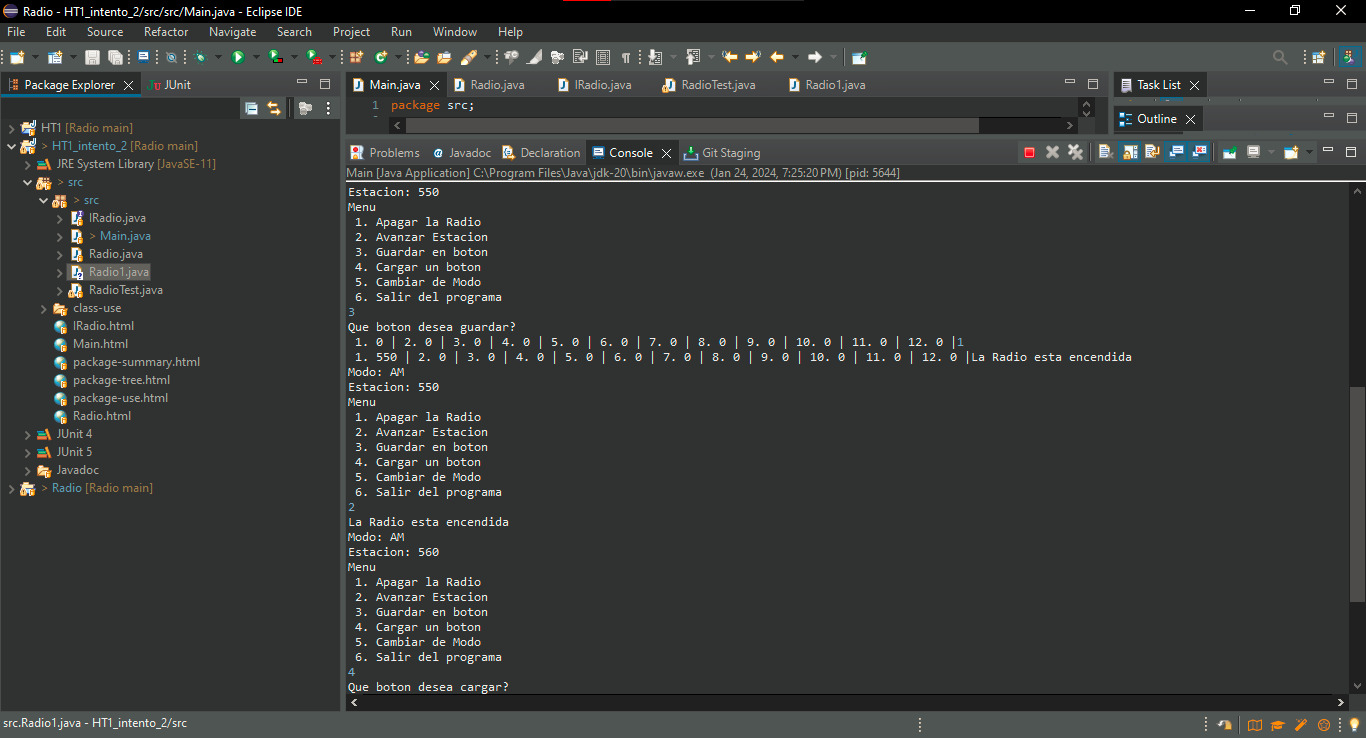 Radio - HT1_intento_2/src/src/Main.java - Eclipse IDE
File Edit Source Refactor Navigate Search Project Run Window Help
Package Explorer
JUnit
HT1 [Radio main]
> HT1_intento_2 [Radio main]
JRE System Library [JavaSE-11]
> src
> src
IRadio.java
> Main.java
Radio.java
Radio1.java
RadioTest.java
class-use
IRadio.html
Main.html
package-summary.html
package-tree.html
package-use.html
Radio.html
JUnit 4
JUnit 5
Javadoc
> Radio [Radio main]
Main.java Radio.java IRadio.java RadioTest.java Radio1.java
1 package src;
Task List
Outline
Problems Javadoc Declaration Console Git Staging
Main [Java Application] C:\Program Files\Java\jdk-20\bin\javaw.exe (Jan 24, 2024, 7:25:20 PM) [pid: 5644]
Estacion: 550
Menu
1. Apagar la Radio
2. Avanzar Estacion
3. Guardar en boton
4. Cargar un boton
5. Cambiar de Modo
6. Salir del programa
3
Que boton desea guardar?
1. 0 | 2. 0 | 3. 0 | 4. 0 | 5. 0 | 6. 0 | 7. 0 | 8. 0 | 9. 0 | 10. 0 | 11. 0 | 12. 0 |1
1. 550 | 2. 0 | 3. 0 | 4. 0 | 5. 0 | 6. 0 | 7. 0 | 8. 0 | 9. 0 | 10. 0 | 11. 0 | 12. 0 |La Radio esta encendida
Modo: AM
Estacion: 550
Menu
1. Apagar la Radio
2. Avanzar Estacion
3. Guardar en boton
4. Cargar un boton
5. Cambiar de Modo
6. Salir del programa
2
La Radio esta encendida
Modo: AM
Estacion: 560
Menu
1. Apagar la Radio
2. Avanzar Estacion
3. Guardar en boton
4. Cargar un boton
5. Cambiar de Modo
6. Salir del programa
4
Que boton desea cargar?
src.Radio1.java - HT1_intento_2/src